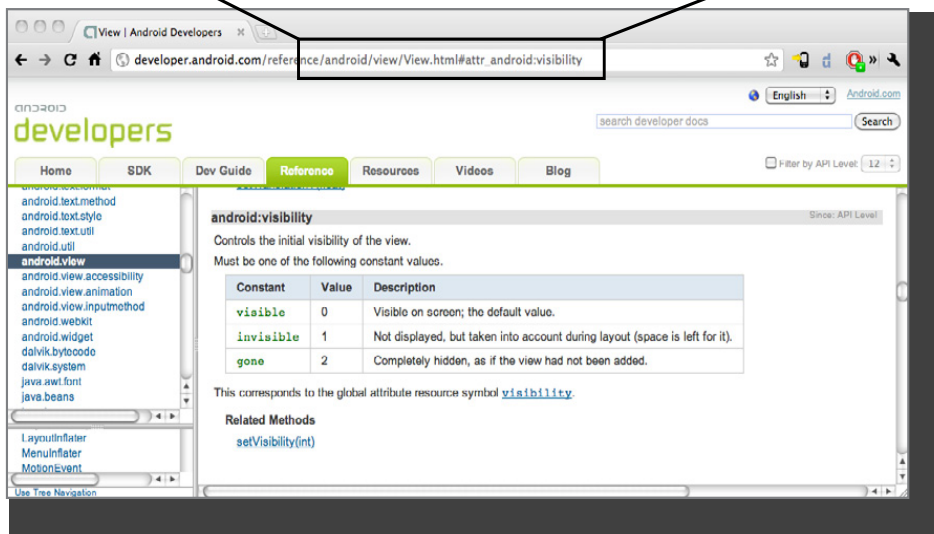 View | Android Developers
developer.android.com/reference/android/view/View.html#attr_android:visibility
English
Android.com
android
developers
search developer docs
Search
Home SDK Dev Guide Reference Resources Videos Blog
Filter by API Level: 12
android.text.format
android.text.method
android.text.style
android.text.util
android.util
android.view
android.view.accessibility
android.view.animation
android.view.inputmethod
android.webkit
android.widget
dalvik.bytecode
dalvik.system
java.awt.font
java.beans
LayoutInflater
MenuInflater
MotionEvent
Use Tree Navigation
android:visibility
Since: API Level
Controls the initial visibility of the view.
Must be one of the following constant values.
Constant Value Description
visible 0 Visible on screen; the default value.
invisible 1 Not displayed, but taken into account during layout (space is left for it).
gone 2 Completely hidden, as if the view had not been added.
This corresponds to the global attribute resource symbol visibility.
Related Methods
setVisibility(int)